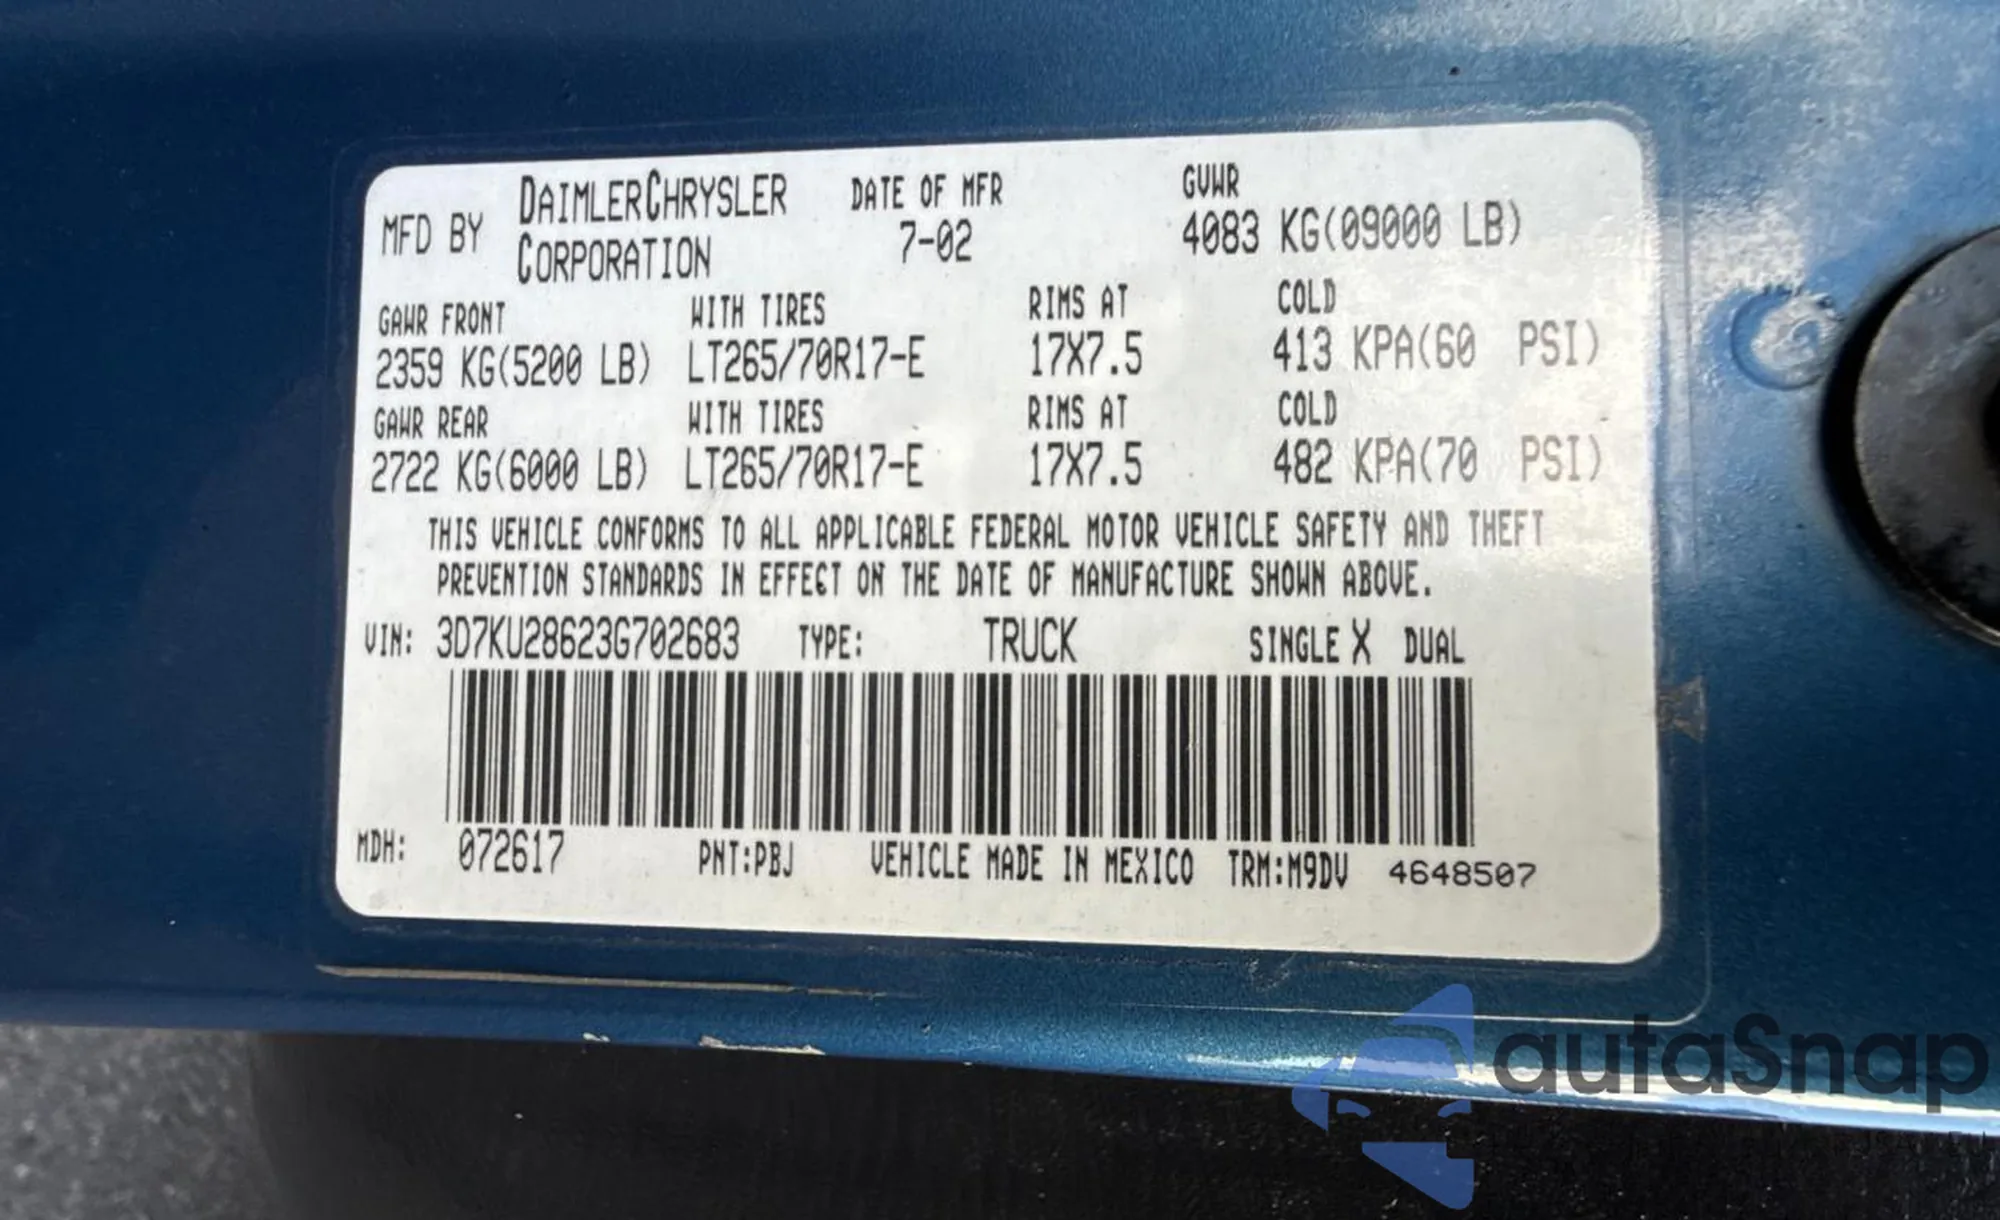 MFD BY DAIMLERCHRYSLER CORPORATION DATE OF MFR 7-02 GVWR 4083 KG(09000 LB)
GAWR FRONT WITH TIRES RIMS AT COLD
2359 KG(5200 LB) LT265/70R17-E 17X7.5 413 KPA(60 PSI)
GAWR REAR WITH TIRES RIMS AT COLD
2722 KG(6000 LB) LT265/70R17-E 17X7.5 482 KPA(70 PSI)
THIS VEHICLE CONFORMS TO ALL APPLICABLE FEDERAL MOTOR VEHICLE SAFETY AND THEFT
PREVENTION STANDARDS IN EFFECT ON THE DATE OF MANUFACTURE SHOWN ABOVE.
VIN: 3D7KU28623G702683 TYPE: TRUCK SINGLE X DUAL
MDH: 072617 PNT:PBJ VEHICLE MADE IN MEXICO TRM:M9DV 4648507
autaSnap